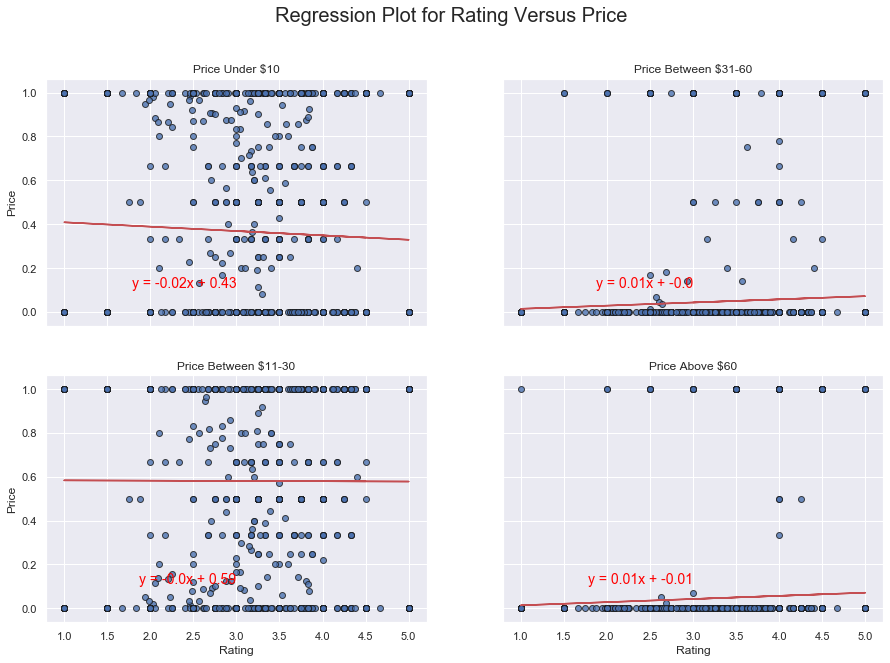 Regression Plot for Rating Versus Price
Price Under $10
Price
1.0
0.8
0.6
0.4
0.2
0.0
y = -0.02x + 0.43
Price Between $31-60
y = 0.01x + -0.0
Price Between $11-30
Price
1.0
0.8
0.6
0.4
0.2
0.0
y = -0.0x + 0.59
1.0 1.5 2.0 2.5 3.0 3.5 4.0 4.5 5.0
Rating
Price Above $60
y = 0.01x + -0.01
1.0 1.5 2.0 2.5 3.0 3.5 4.0 4.5 5.0
Rating